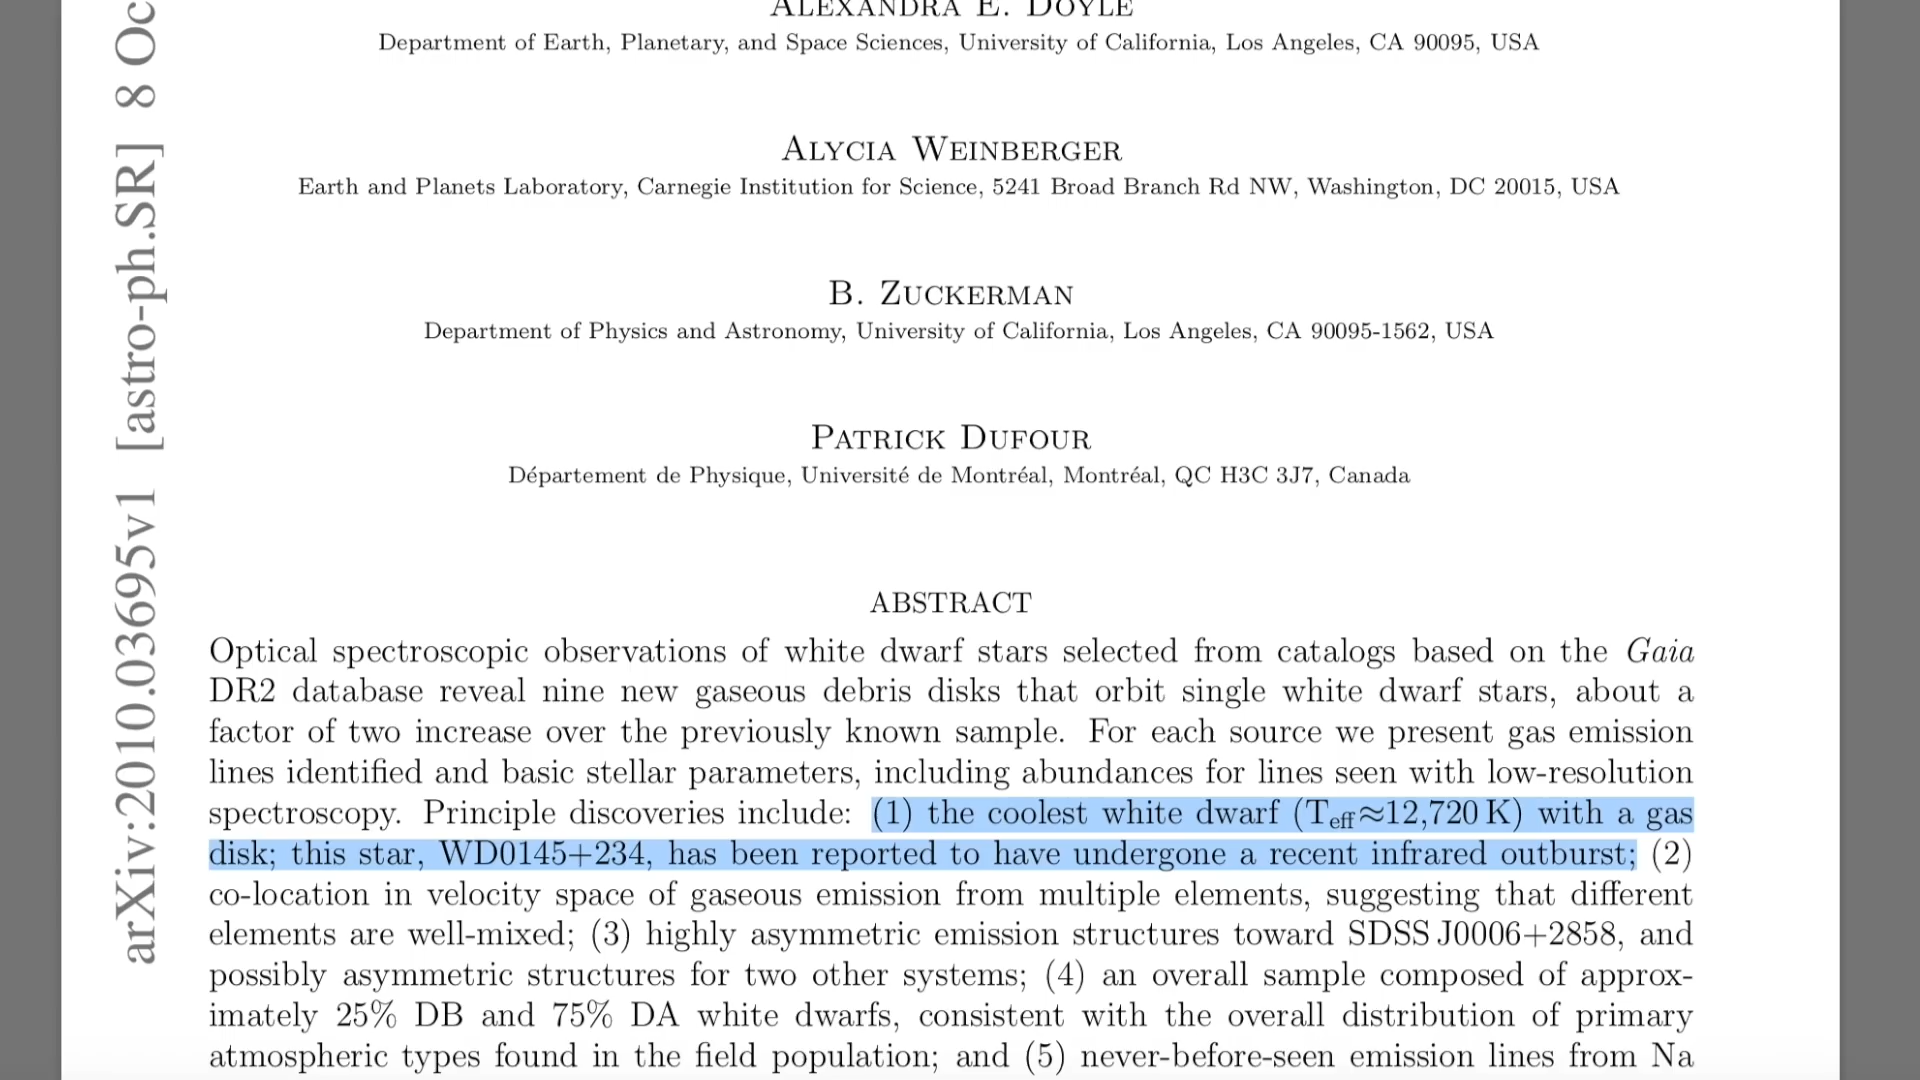 ALEXANDRA E. DOYLE
Department of Earth, Planetary, and Space Sciences, University of California, Los Angeles, CA 90095, USA
ALYCIA WEINBERGER
Earth and Planets Laboratory, Carnegie Institution for Science, 5241 Broad Branch Rd NW, Washington, DC 20015, USA
B. ZUCKERMAN
Department of Physics and Astronomy, University of California, Los Angeles, CA 90095-1562, USA
PATRICK DUFOUR
Département de Physique, Université de Montréal, Montréal, QC H3C 3J7, Canada
ABSTRACT
Optical spectroscopic observations of white dwarf stars selected from catalogs based on the Gaia
DR2 database reveal nine new gaseous debris disks that orbit single white dwarf stars, about a
factor of two increase over the previously known sample. For each source we present gas emission
lines identified and basic stellar parameters, including abundances for lines seen with low-resolution
spectroscopy. Principle discoveries include: (1) the coolest white dwarf (Teff≈12,720 K) with a gas
disk; this star, WD0145+234, has been reported to have undergone a recent infrared outburst; (2)
co-location in velocity space of gaseous emission from multiple elements, suggesting that different
elements are well-mixed; (3) highly asymmetric emission structures toward SDSS J0006+2858, and
possibly asymmetric structures for two other systems; (4) an overall sample composed of approx-
imately 25% DB and 75% DA white dwarfs, consistent with the overall distribution of primary
atmospheric types found in the field population; and (5) never-before-seen emission lines from Na
arXiv:2010.03695v1 [astro-ph.SR] 8 Oc